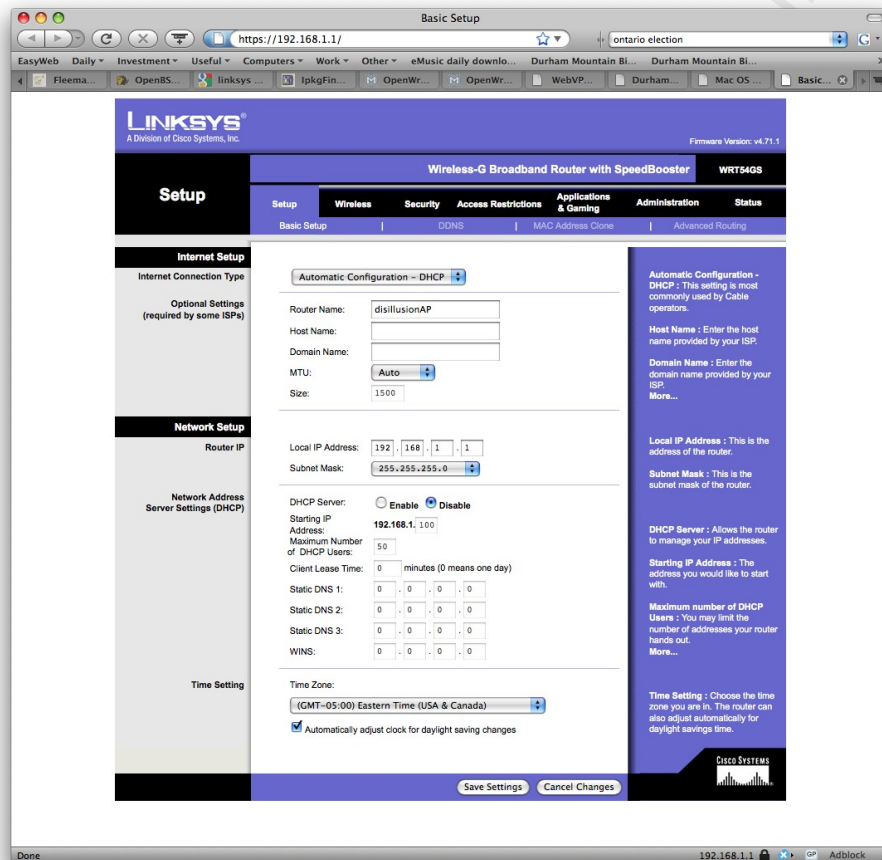 Basic Setup
https://192.168.1.1/
ontario election
EasyWeb Daily Investment Useful Computers Work Other eMusic daily downlo... Durham Mountain Bi... Durham Mountain Bi...
Fleema... OpenBS... linksys ... IpkgFin... OpenWr... OpenWr... WebVP... Durham... Mac OS ... Basic...
LINKSYS®
A Division of Cisco Systems, Inc.
Firmware Version: v4.71.1
Wireless-G Broadband Router with SpeedBooster WRT54GS
Setup
Setup Wireless Security Access Restrictions Applications & Gaming Administration Status
Basic Setup | DDNS | MAC Address Clone | Advanced Routing
Internet Setup
Internet Connection Type
Automatic Configuration - DHCP
Optional Settings
(required by some ISPs)
Router Name: disillusionAP
Host Name:
Domain Name:
MTU: Auto
Size: 1500
Automatic Configuration -
DHCP : This setting is most
commonly used by Cable
operators.
Host Name : Enter the host
name provided by your ISP.
Domain Name : Enter the
domain name provided by your
ISP.
More...
Network Setup
Router IP
Local IP Address: 192 . 168 . 1 . 1
Subnet Mask: 255.255.255.0
Local IP Address : This is the
address of the router.
Subnet Mask : This is the
subnet mask of the router.
Network Address
Server Settings (DHCP)
DHCP Server: Enable Disable
Starting IP
Address: 192.168.1. 100
Maximum Number
of DHCP Users: 50
Client Lease Time: 0 minutes (0 means one day)
Static DNS 1: 0 . 0 . 0 . 0
Static DNS 2: 0 . 0 . 0 . 0
Static DNS 3: 0 . 0 . 0 . 0
WINS: 0 . 0 . 0 . 0
DHCP Server : Allows the router
to manage your IP addresses.
Starting IP Address : The
address you would like to start
with.
Maximum number of DHCP
Users : You may limit the
number of addresses your router
hands out.
More...
Time Setting
Time Zone:
(GMT-05:00) Eastern Time (USA & Canada)
Automatically adjust clock for daylight saving changes
Time Setting : Choose the time
zone you are in. The router can
also adjust automatically for
daylight savings time.
CISCO SYSTEMS
Save Settings Cancel Changes
Done
192.168.1.1 GP Adblock